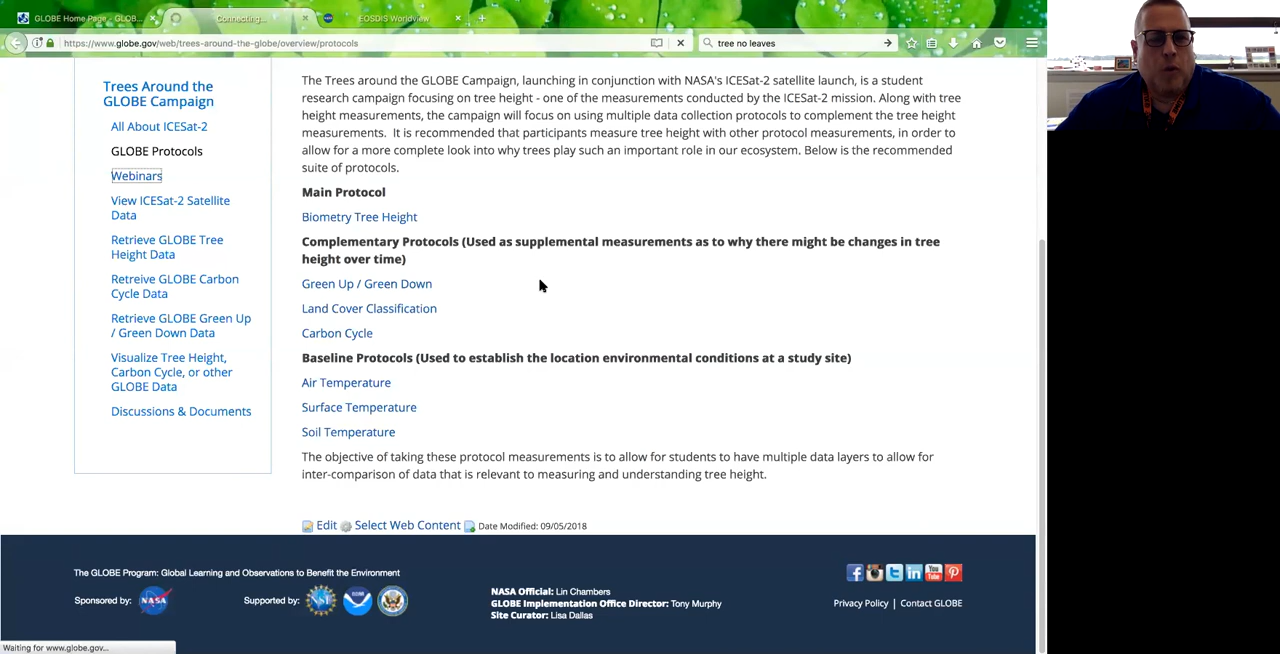 GLOBE Home Page - GLOB...
Connecting...
EOSDIS Worldview
https://www.globe.gov/web/trees-around-the-globe/overview/protocols
tree no leaves
Trees Around the
GLOBE Campaign
All About ICESat-2
GLOBE Protocols
Webinars
View ICESat-2 Satellite
Data
Retrieve GLOBE Tree
Height Data
Retreive GLOBE Carbon
Cycle Data
Retrieve GLOBE Green Up
/ Green Down Data
Visualize Tree Height,
Carbon Cycle, or other
GLOBE Data
Discussions & Documents
The Trees around the GLOBE Campaign, launching in conjunction with NASA's ICESat-2 satellite launch, is a student
research campaign focusing on tree height - one of the measurements conducted by the ICESat-2 mission. Along with tree
height measurements, the campaign will focus on using multiple data collection protocols to complement the tree height
measurements. It is recommended that participants measure tree height with other protocol measurements, in order to
allow for a more complete look into why trees play such an important role in our ecosystem. Below is the recommended
suite of protocols.
Main Protocol
Biometry Tree Height
Complementary Protocols (Used as supplemental measurements as to why there might be changes in tree
height over time)
Green Up / Green Down
Land Cover Classification
Carbon Cycle
Baseline Protocols (Used to establish the location environmental conditions at a study site)
Air Temperature
Surface Temperature
Soil Temperature
The objective of taking these protocol measurements is to allow for students to have multiple data layers to allow for
inter-comparison of data that is relevant to measuring and understanding tree height.
Edit Select Web Content Date Modified: 09/05/2018
The GLOBE Program: Global Learning and Observations to Benefit the Environment
Sponsored by: NASA Supported by: NSF
NASA Official: Lin Chambers
GLOBE Implementation Office Director: Tony Murphy
Site Curator: Lisa Dallas
Privacy Policy | Contact GLOBE
Waiting for www.globe.gov...